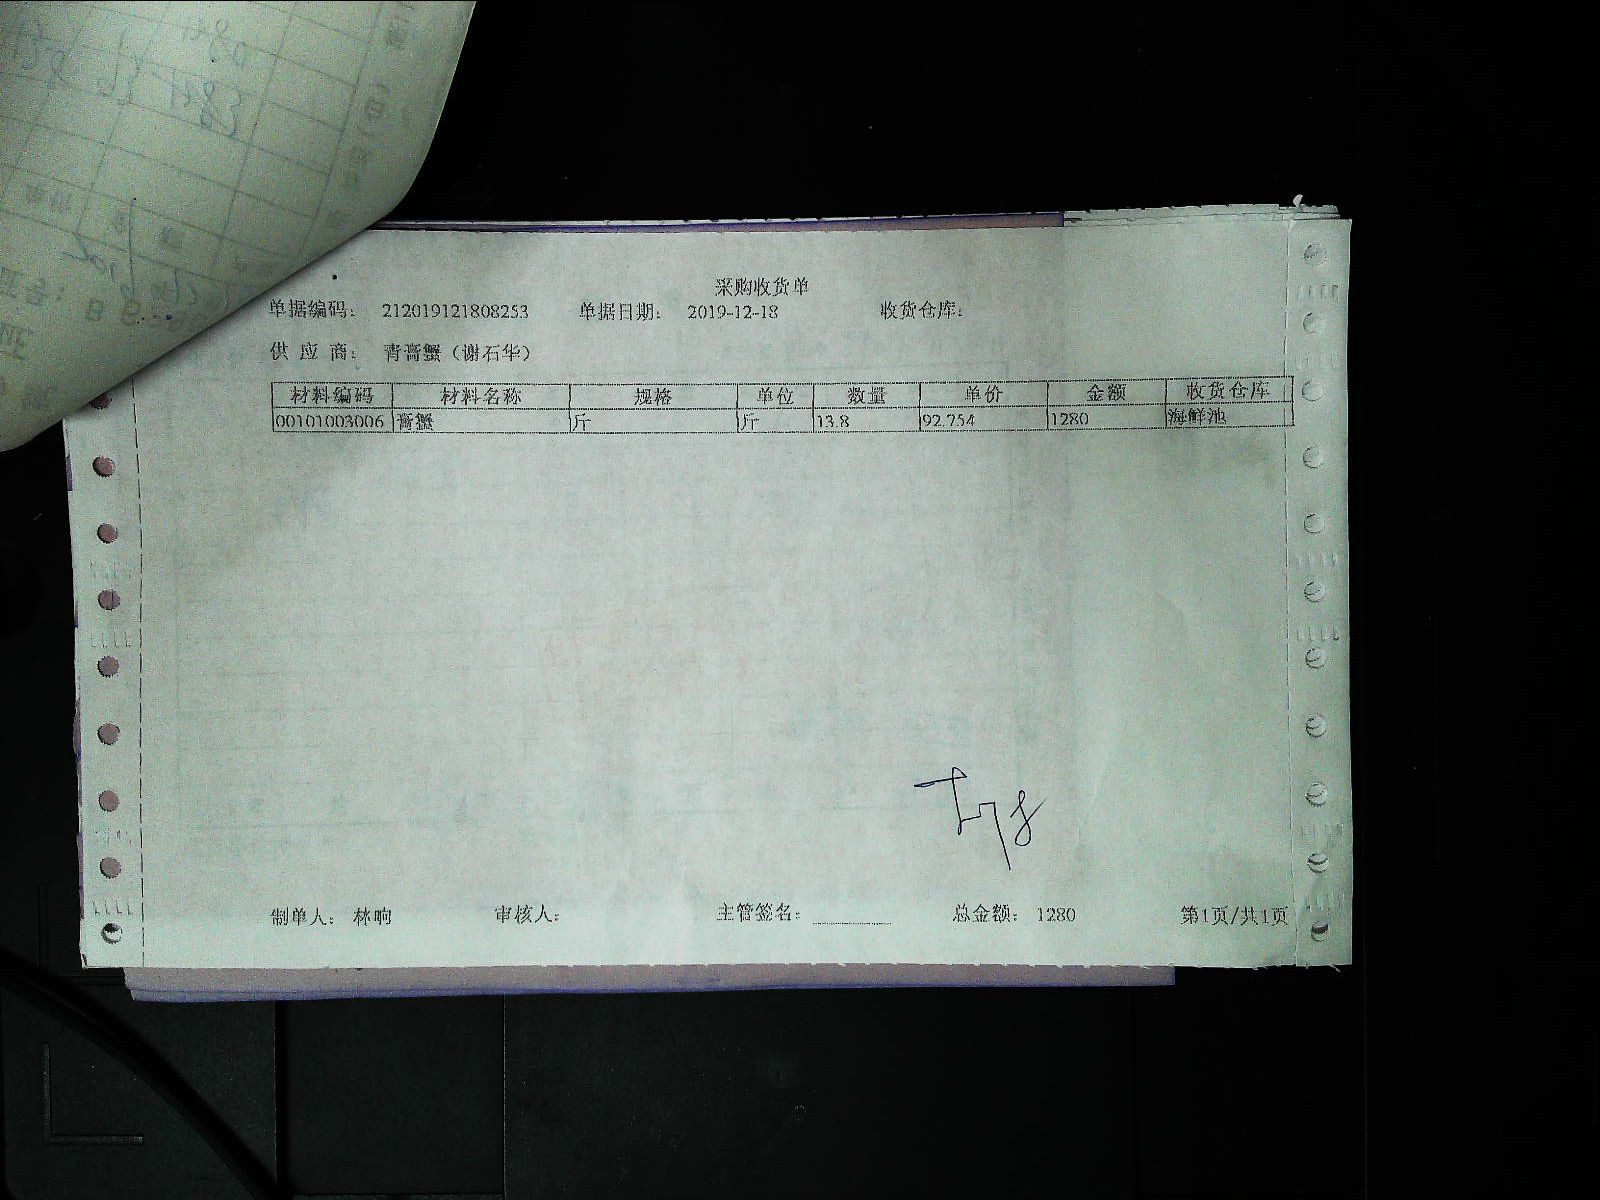 采购收货单
单据编码： 212019121808253 单据日期： 2019-12-18 收货仓库：
供 应 商： 青膏蟹（谢石华）
材料编码 材料名称 规格 单位 数量 单价 金额 收货仓库
00101003006 膏蟹 斤 斤 13.8 92.754 1280 海鲜池
制单人： 林响 审核人： 主管签名： 总金额： 1280 第1页/共1页